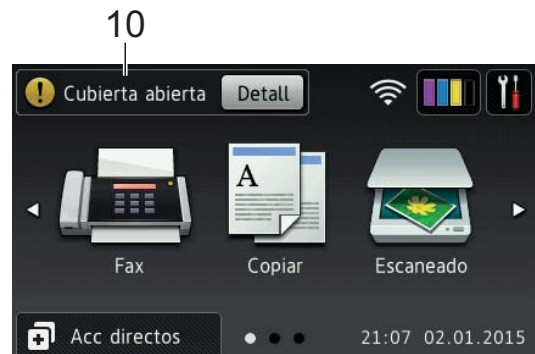 10
Cubierta abierta Detall
A
Fax Copiar Escaneado
Acc directos 21:07 02.01.2015